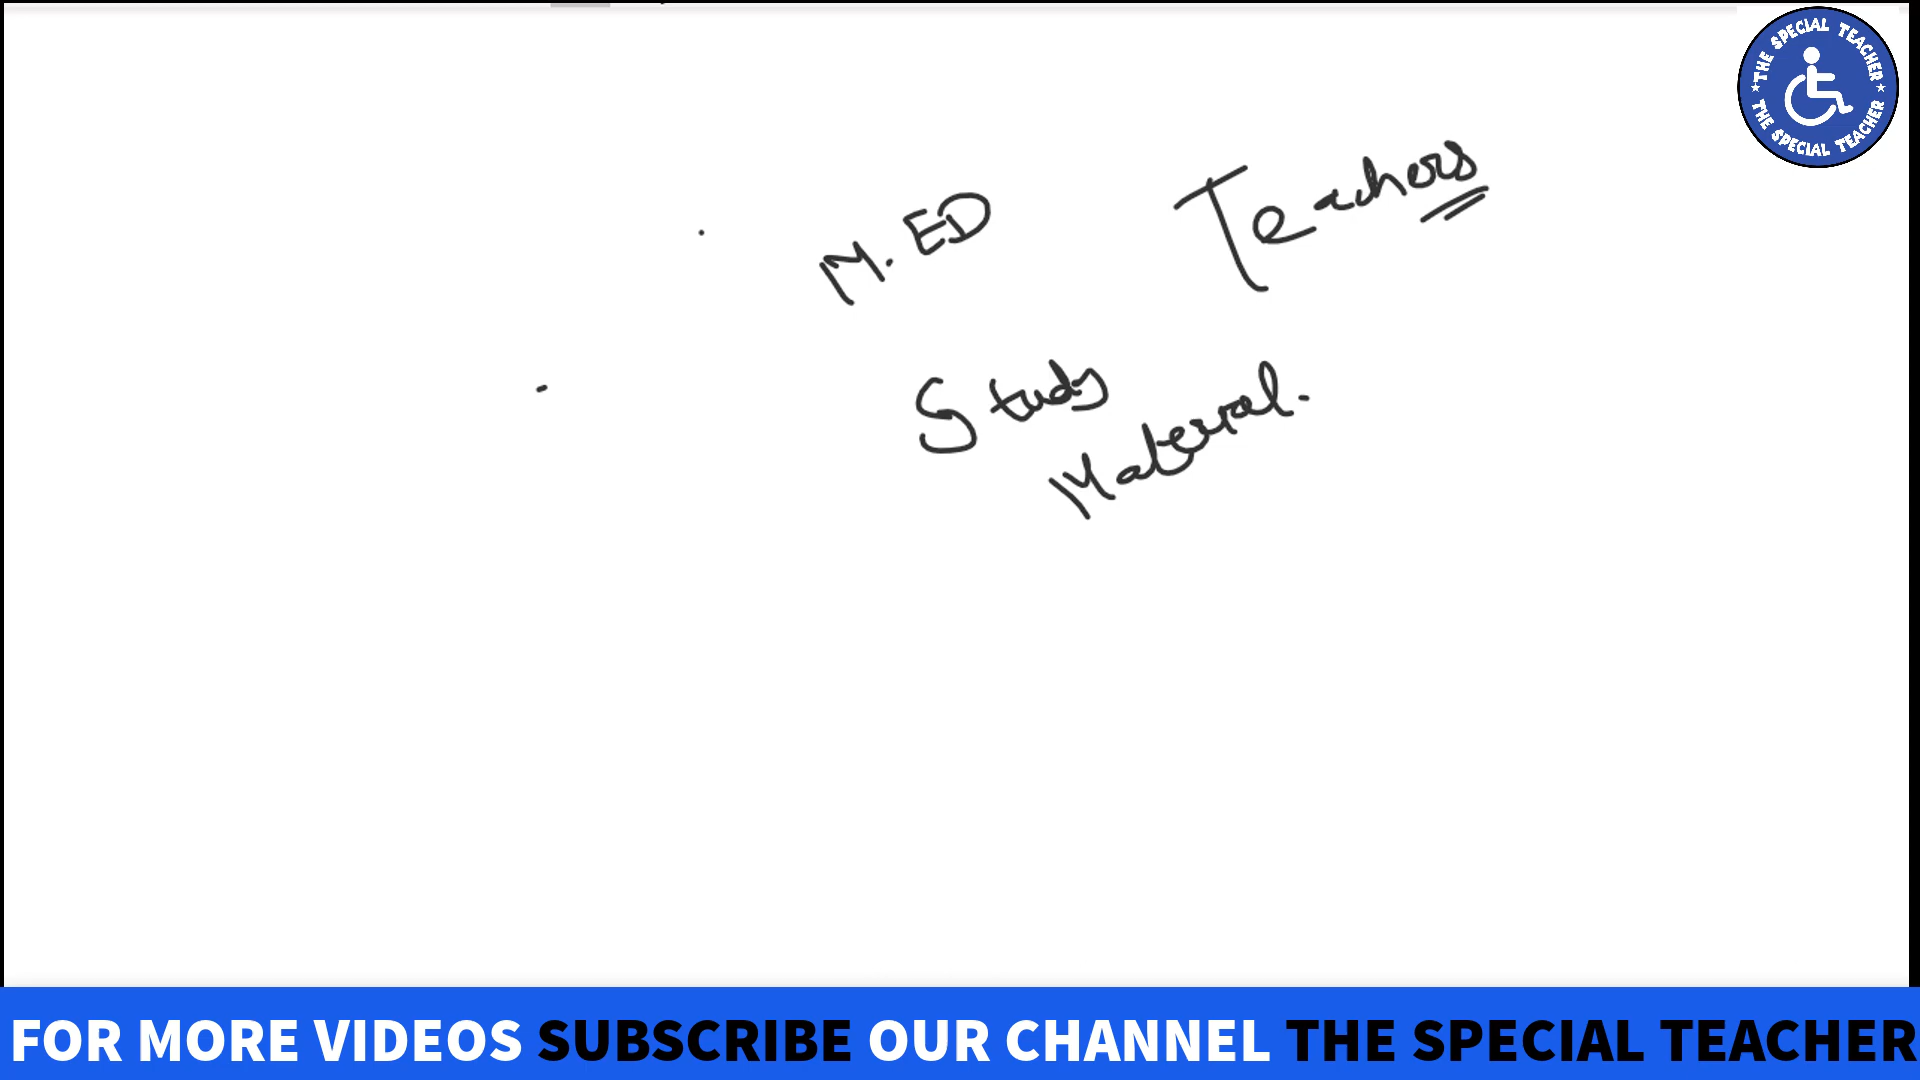 THE SPECIAL TEACHER
THE SPECIAL TEACHER
M. ED Teachers
Study
Material.
FOR MORE VIDEOS SUBSCRIBE OUR CHANNEL THE SPECIAL TEACHER